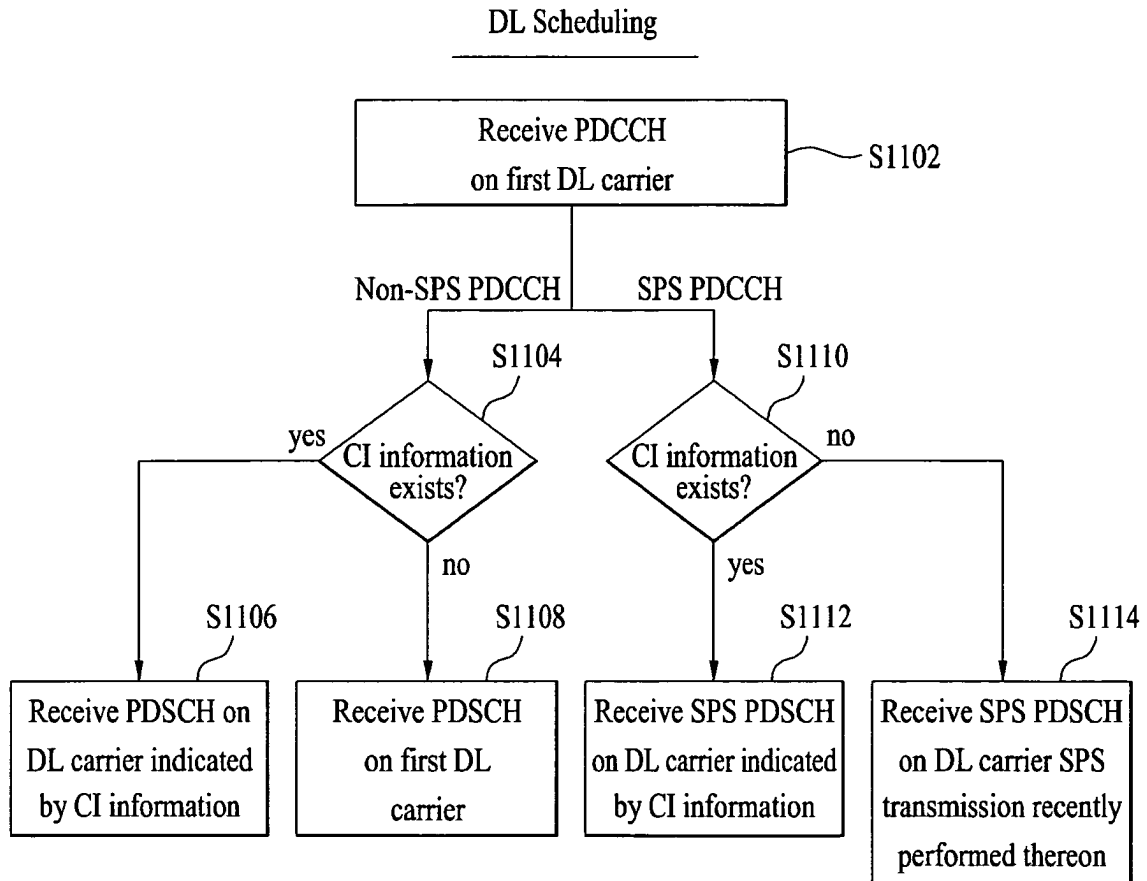 DL Scheduling
Receive PDCCH
on first DL carrier
S1102
Non-SPS PDCCH
SPS PDCCH
S1104
S1110
yes
CI information
exists?
CI information
exists?
no
no
yes
S1106
S1108
S1112
S1114
Receive PDSCH on
DL carrier indicated
by CI information
Receive PDSCH
on first DL
carrier
Receive SPS PDSCH
on DL carrier indicated
by CI information
Receive SPS PDSCH
on DL carrier SPS
transmission recently
performed thereon